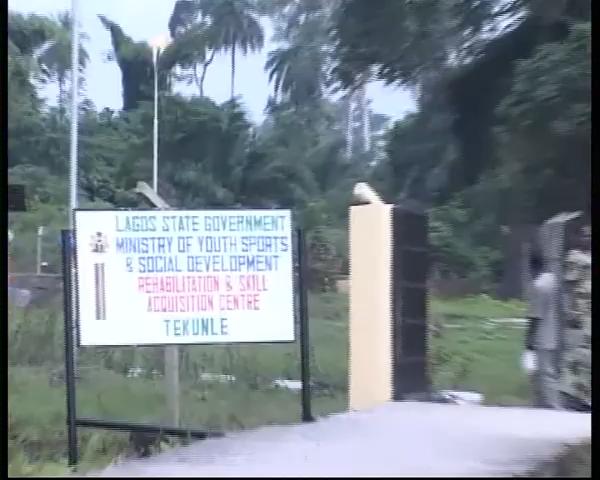 LAGOS STATE GOVERNMENT
MINISTRY OF YOUTH SPORTS
& SOCIAL DEVELOPMENT
REHABILITATION & SKILL
ACQUISITION CENTRE
TEKUNLE